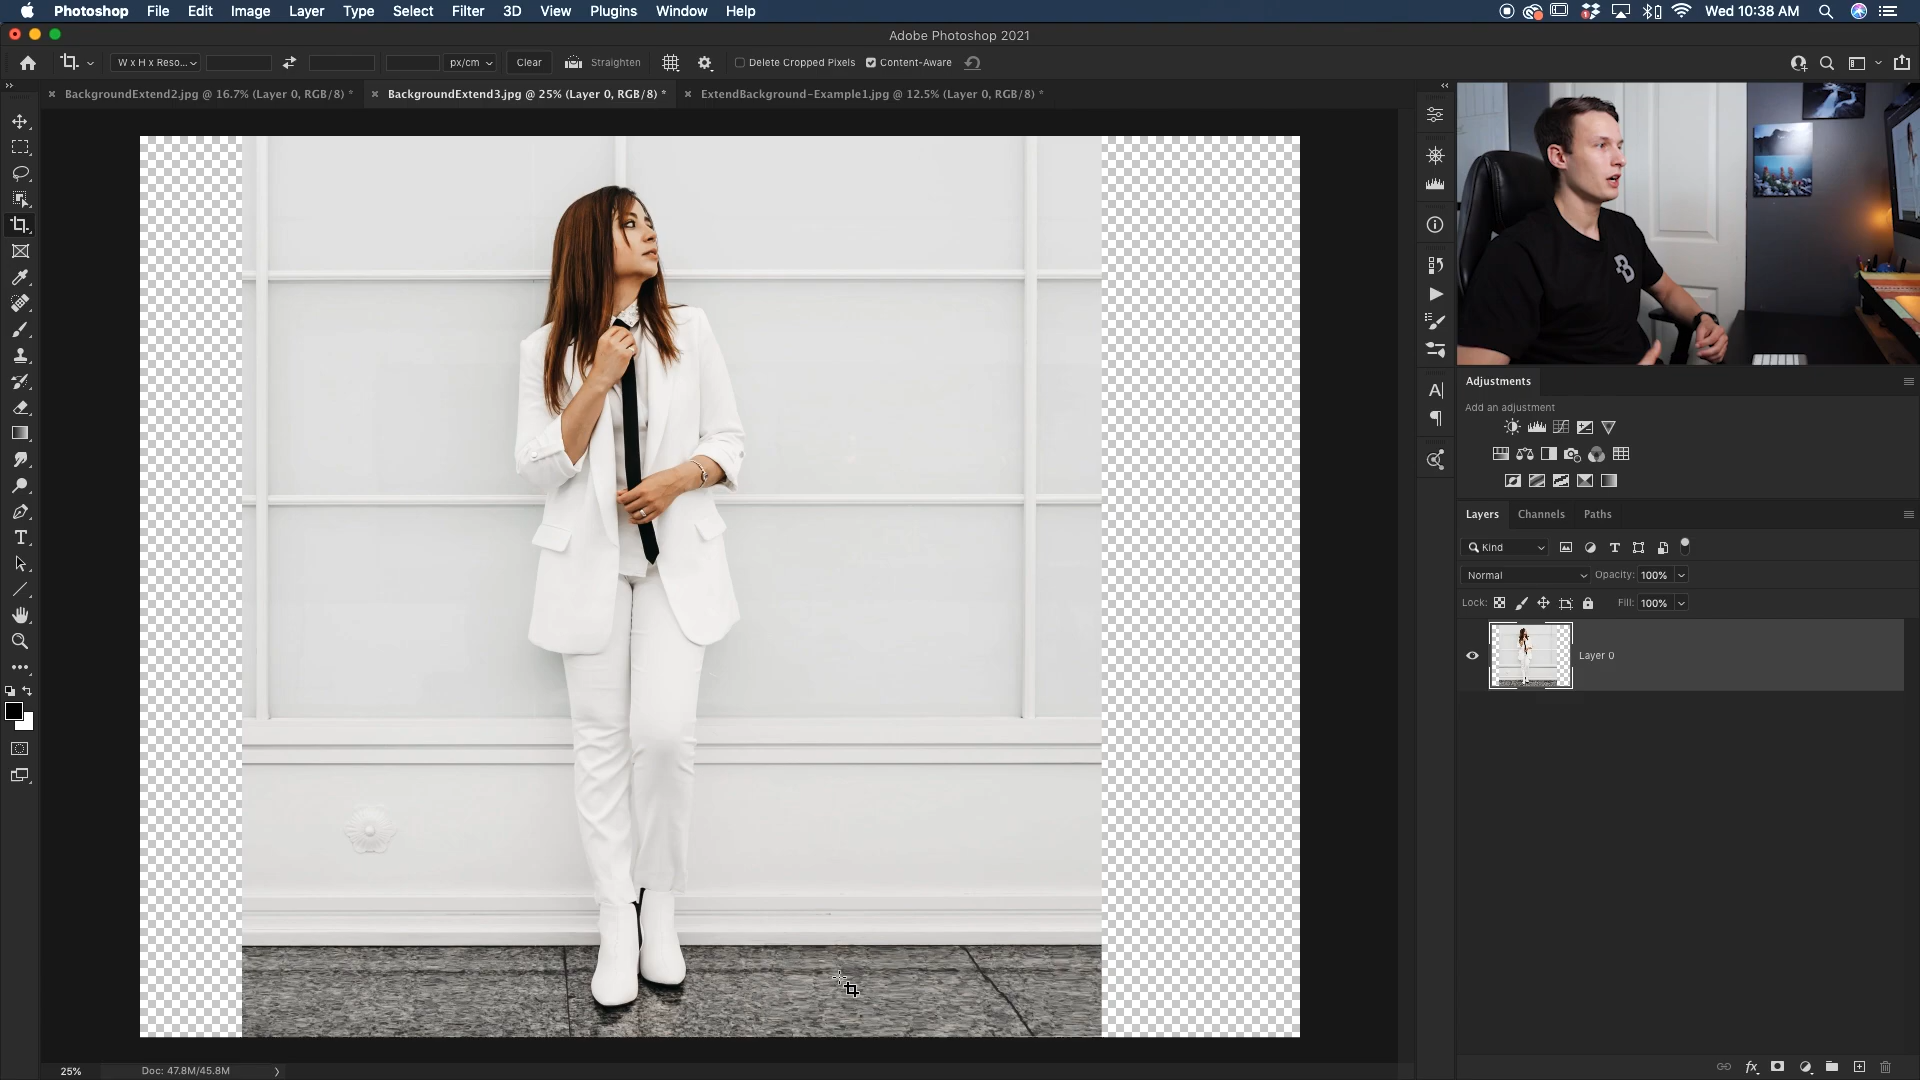 Photoshop File Edit Image Layer Type Select Filter 3D View Plugins Window Help Wed 10:38 AM
Adobe Photoshop 2021
W x H x Reso... px/cm Clear Straighten Delete Cropped Pixels Content-Aware
BackgroundExtend2.jpg @ 16.7% (Layer 0, RGB/8) * BackgroundExtend3.jpg @ 25% (Layer 0, RGB/8) * ExtendBackground-Example1.jpg @ 12.5% (Layer 0, RGB/8) *
Adjustments
Add an adjustment
Layers Channels Paths
Kind
Normal Opacity: 100%
Lock: Fill: 100%
Layer 0
25% Doc: 47.8M/45.8M